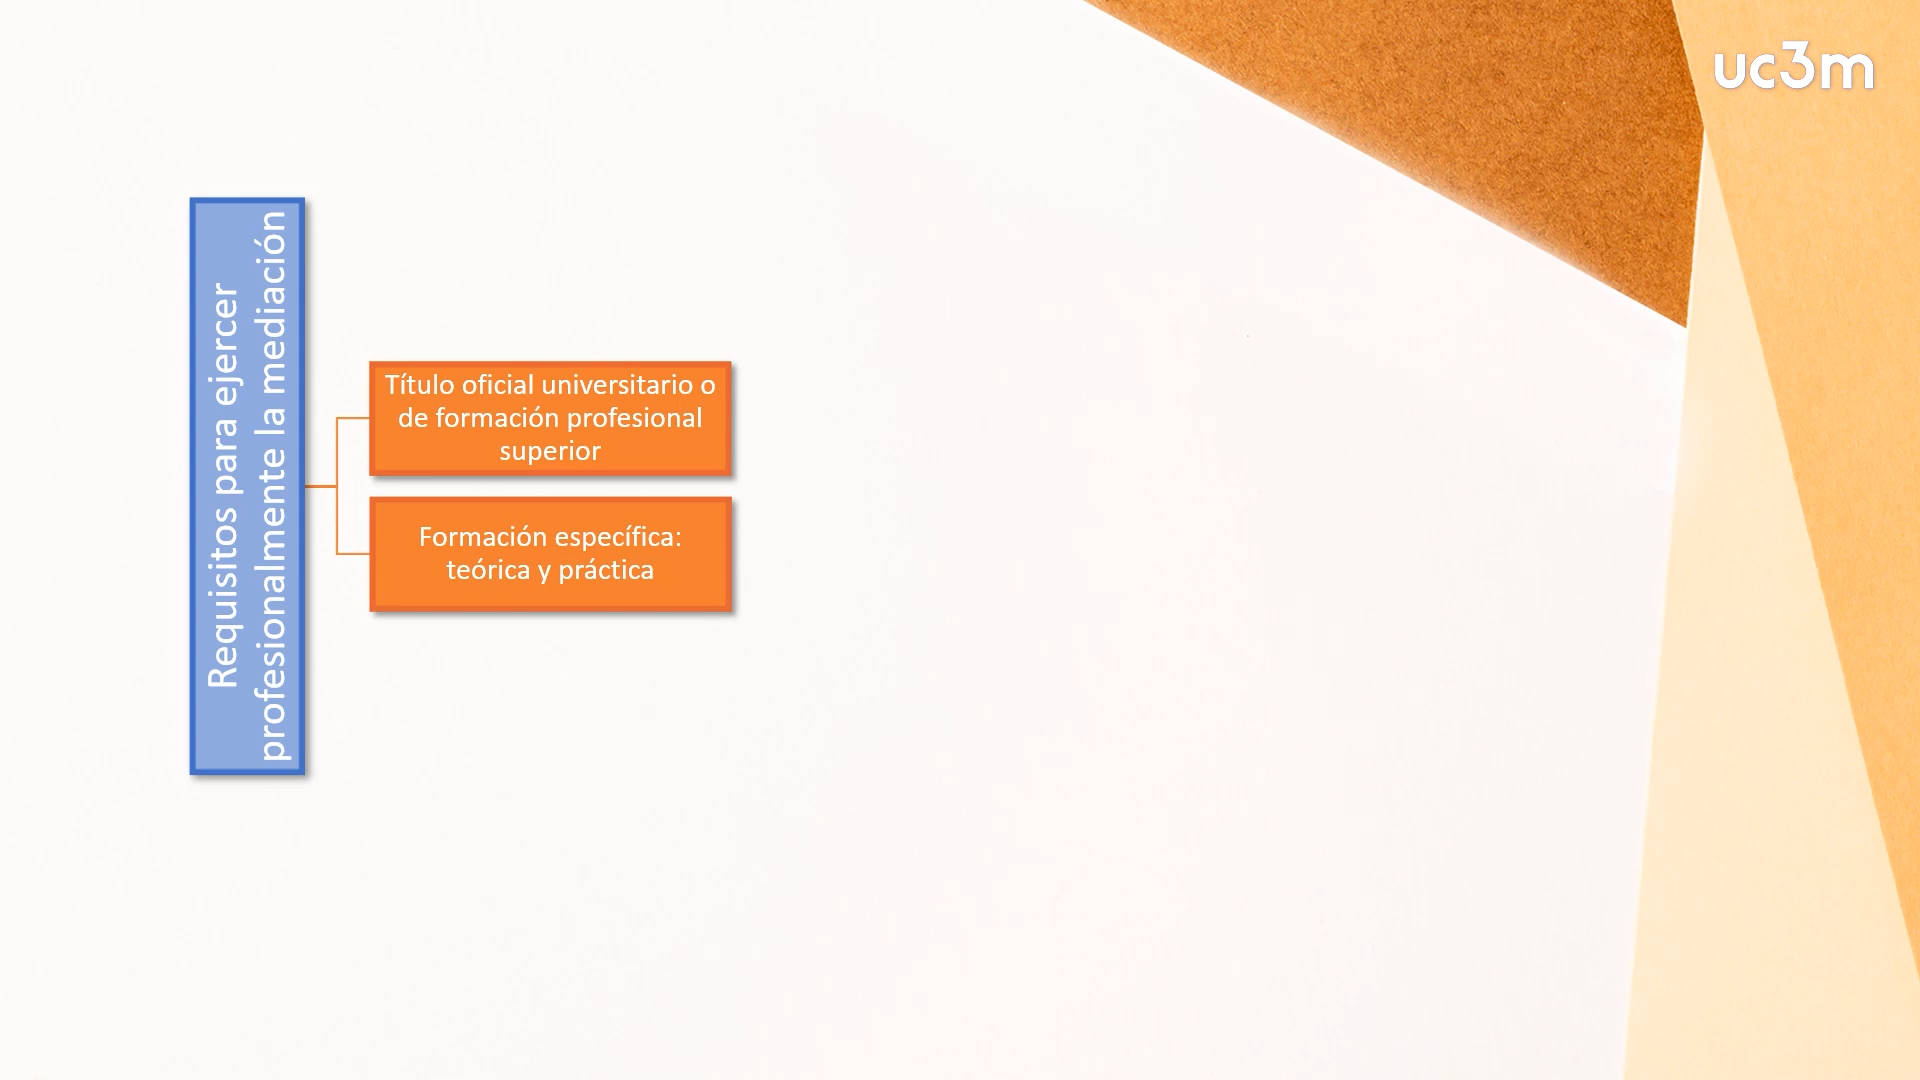 uc3m
Requisitos para ejercer
profesionalmente la mediación
Título oficial universitario o
de formación profesional
superior
Formación específica:
teórica y práctica